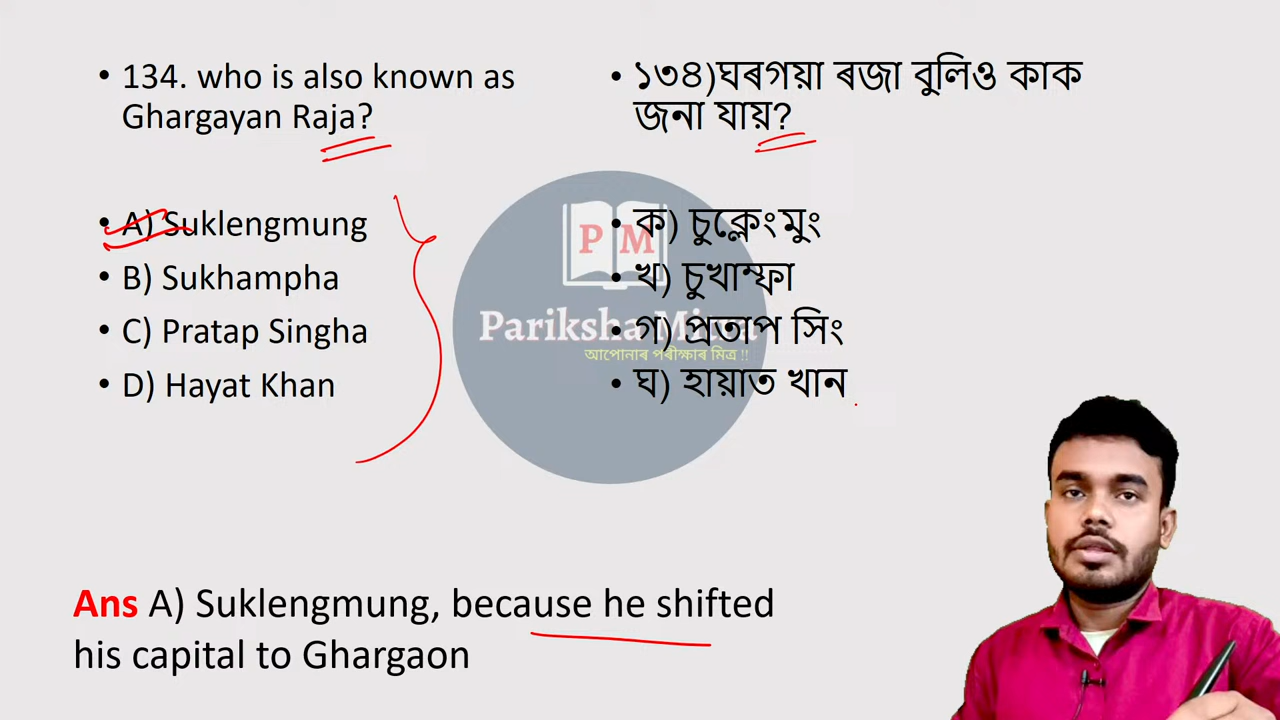 • 134. who is also known as
Ghargayan Raja?
• A) Suklengmung
• B) Sukhampha
• C) Pratap Singha
• D) Hayat Khan
• ১৩৪)ঘৰগয়া ৰজা বুলিও কাক
জনা যায়?
• ক) চুক্লেংমুং
• খ) চুখাম্ফা
• গ) প্ৰতাপ সিং
• ঘ) হায়াত খান
P M
Pariksha Mitra
আপোনাৰ পৰীক্ষাৰ মিত্ৰ !!
Ans A) Suklengmung, because he shifted
his capital to Ghargaon